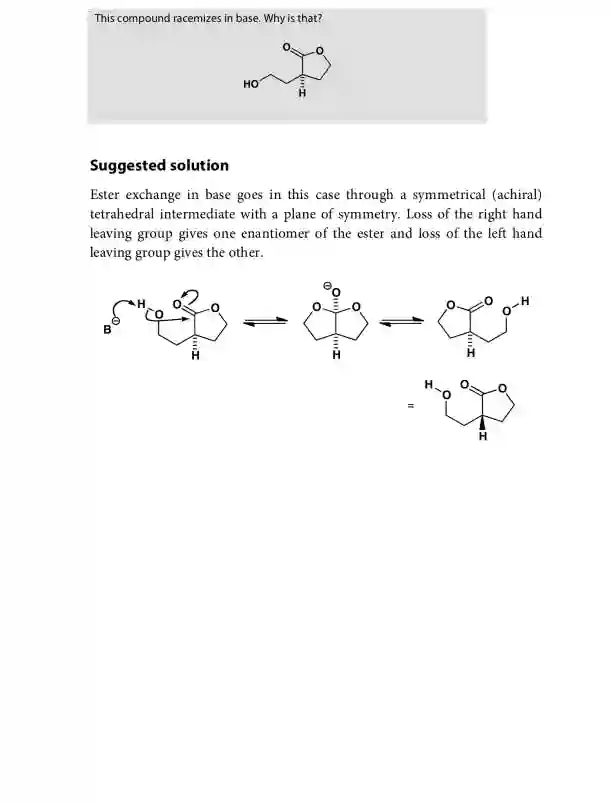 This compound racemizes in base. Why is that?
O
O
HO
H
Suggested solution
Ester exchange in base goes in this case through a symmetrical (achiral)
tetrahedral intermediate with a plane of symmetry. Loss of the right hand
leaving group gives one enantiomer of the ester and loss of the left hand
leaving group gives the other.
B ⊖ H O O O H
⊖ O O O H
O O O H H
= H O O O H